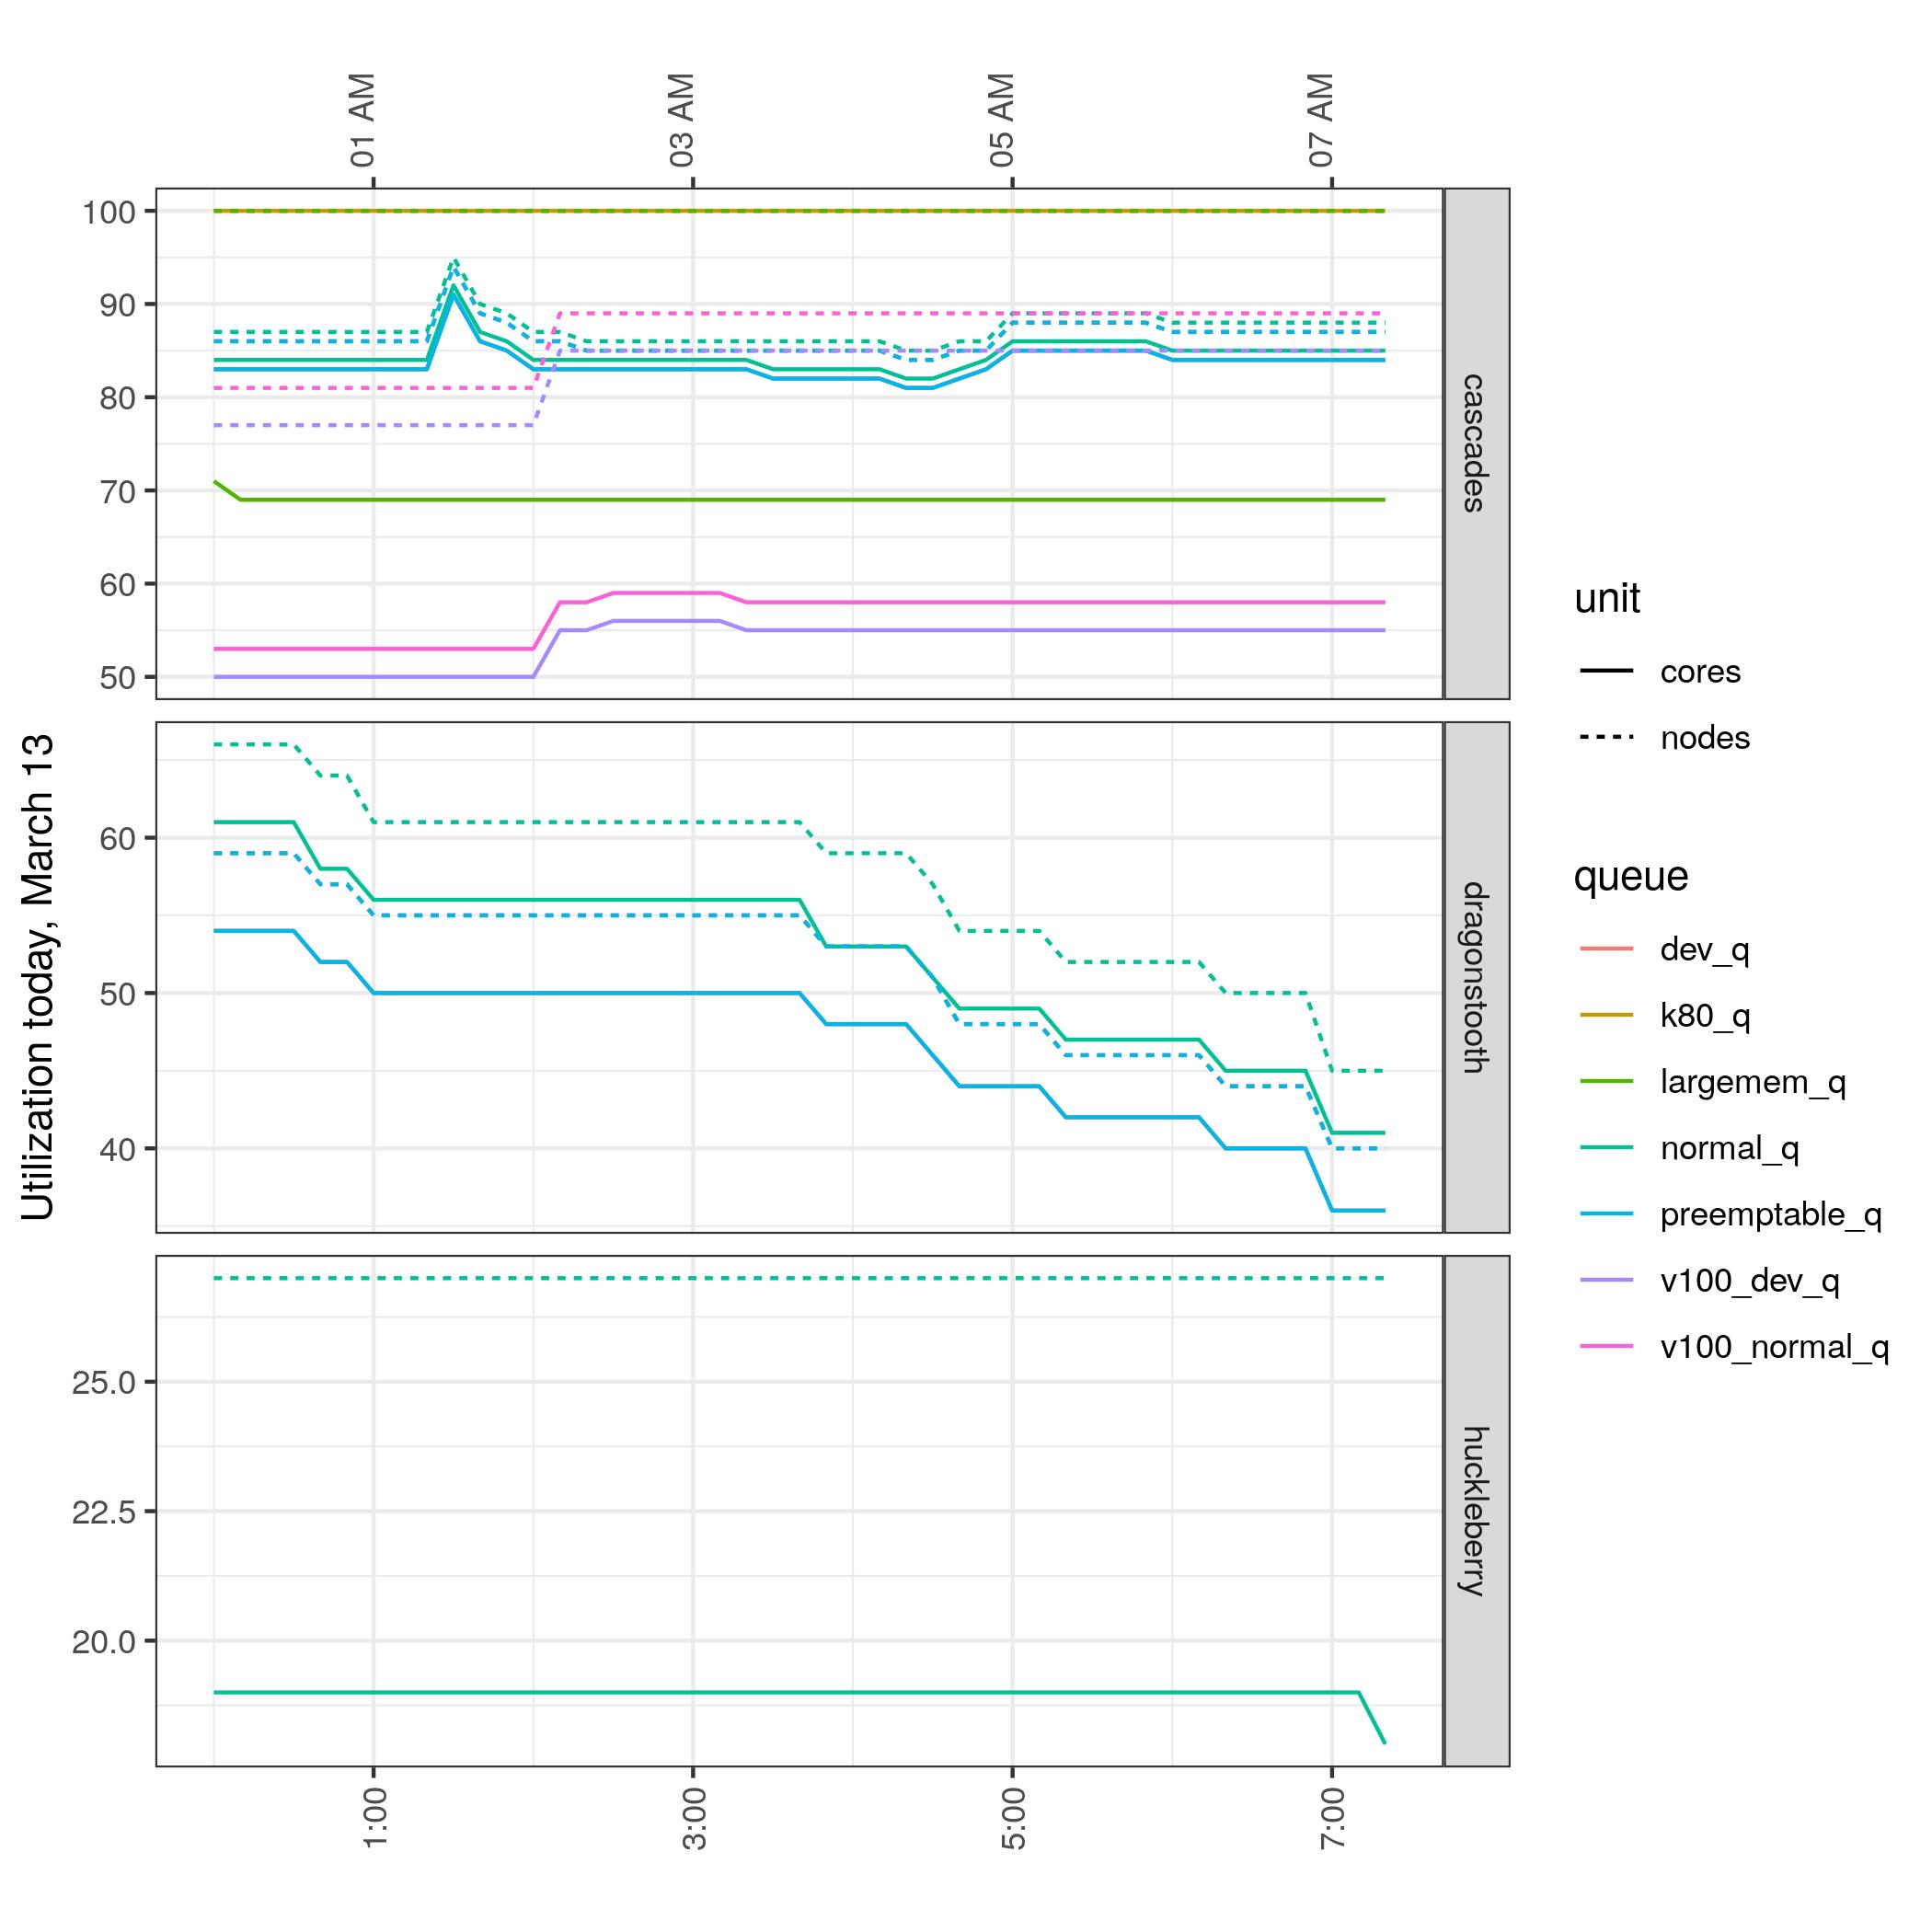 01 AM
03 AM
05 AM
07 AM
100
90
80
70
60
50
cascades
Utilization today, March 13
60
50
40
dragonstooth
25.0
22.5
20.0
huckleberry
1:00
3:00
5:00
7:00
unit
cores
nodes
queue
dev_q
k80_q
largemem_q
normal_q
preemptable_q
v100_dev_q
v100_normal_q